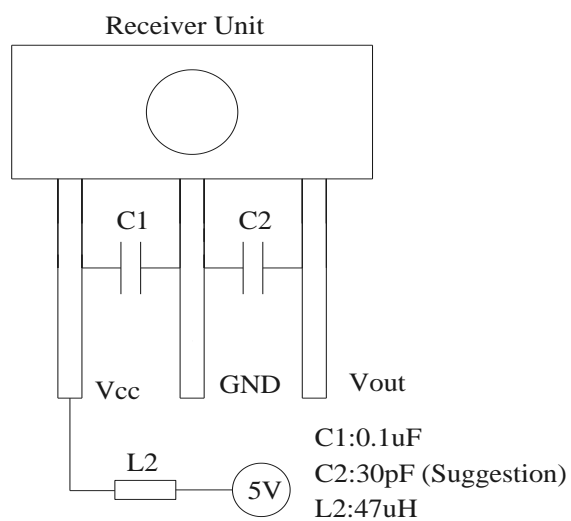 Receiver Unit
C1 C2
Vcc GND Vout
L2 5V
C1:0.1uF
C2:30pF (Suggestion)
L2:47uH